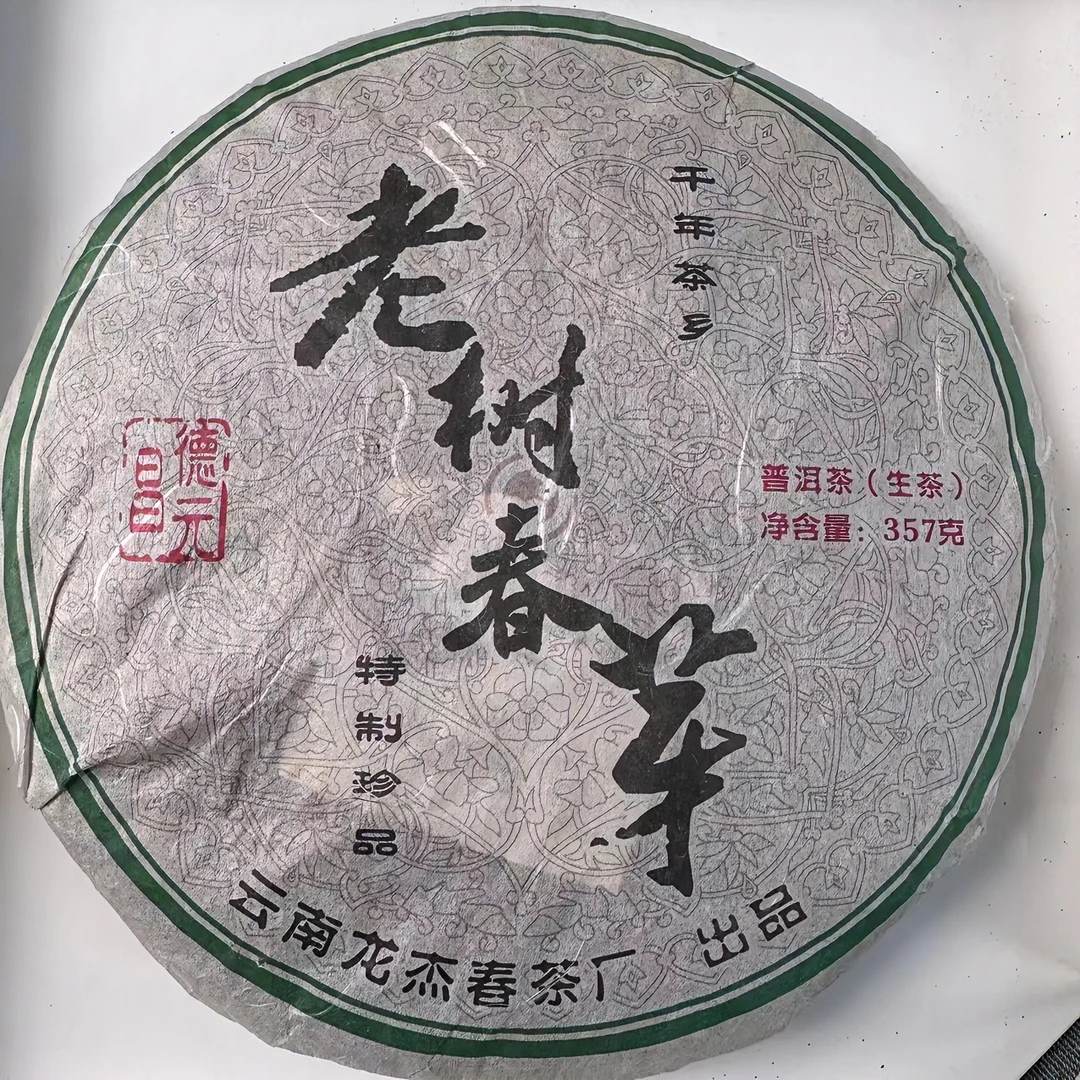 千年茶乡
老树春芽
德元昌
普洱茶（生茶）
净含量：357克
特制珍品
云南龙杰春茶厂 出品